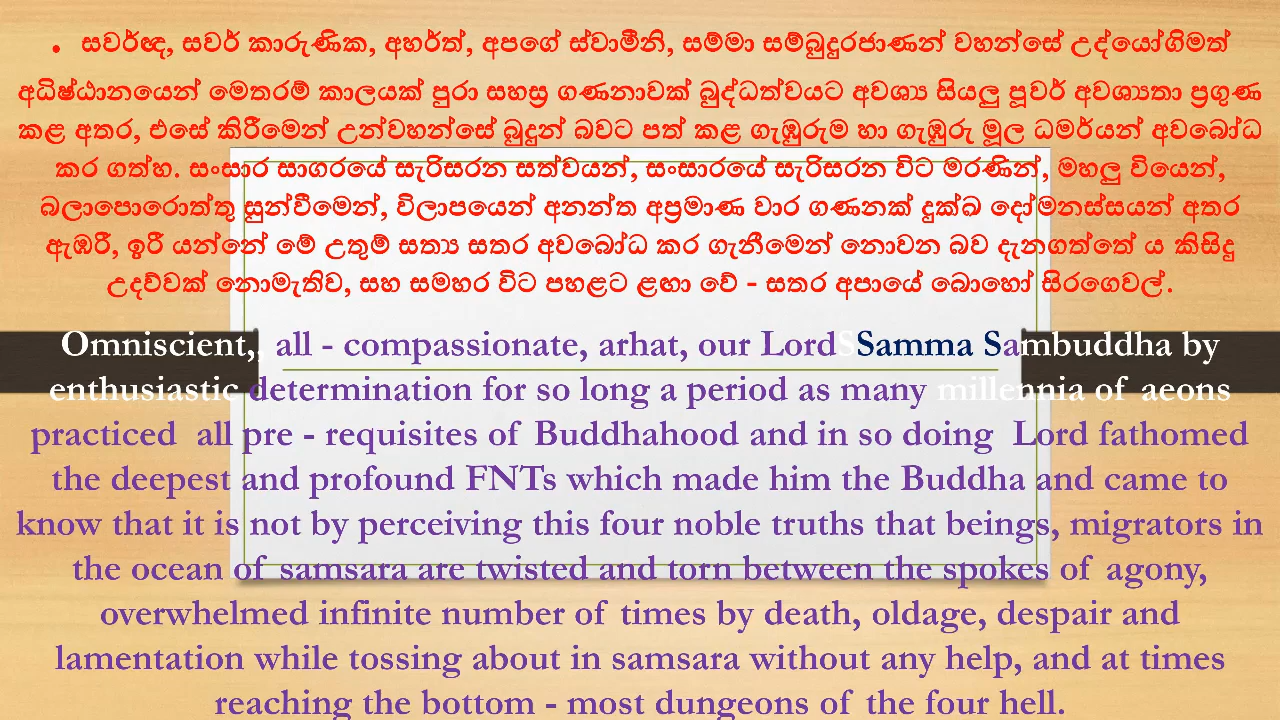 • සවර්ඥ, සවර් කාරුණික, අහර්ත්, අපගේ ස්වාමීනි, සම්මා සම්බුදුරජාණන් වහන්සේ උද්යෝගිමත්
අධිෂ්ඨානයෙන් මෙතරම් කාලයක් පුරා සහස්‍ර ගණනාවක් බුද්ධත්වයට අවශ්‍ය සියලු පූවර් අවශ්‍යතා ප්‍රගුණ
කළ අතර, එසේ කිරීමෙන් උන්වහන්සේ බුදුන් බවට පත් කළ ගැඹුරුම හා ගැඹුරු මූල ධමර්යන් අවබෝධ
කර ගත්හ. සංසාර සාගරයේ සැරිසරන සත්වයන්, සංසාරයේ සැරිසරන විට මරණින්, මහලු වියෙන්,
බලාපොරොත්තු සුන්වීමෙන්, විලාපයෙන් අනන්ත අප්‍රමාණ වාර ගණනක් දුක්ඛ දෝමනස්සයන් අතර
ඇඹරී, ඉරී යන්නේ මේ උතුම් සත්‍ය සතර අවබෝධ කර ගැනීමෙන් නොවන බව දැනගත්තේ ය කිසිදු
උදව්වක් නොමැතිව, සහ සමහර විට පහළට ළඟා වේ - සතර අපායේ බොහෝ සිරගෙවල්.
Omniscient,, all - compassionate, arhat, our LordSSamma Sambuddha by
enthusiastic determination for so long a period as many millennia of aeons
practiced all pre - requisites of Buddhahood and in so doing Lord fathomed
the deepest and profound FNTs which made him the Buddha and came to
know that it is not by perceiving this four noble truths that beings, migrators in
the ocean of samsara are twisted and torn between the spokes of agony,
overwhelmed infinite number of times by death, oldage, despair and
lamentation while tossing about in samsara without any help, and at times
reaching the bottom - most dungeons of the four hell.